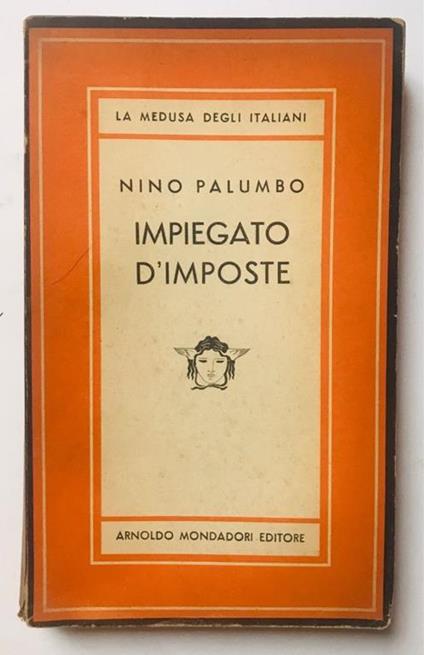 LA MEDUSA DEGLI ITALIANI
NINO PALUMBO
IMPIEGATO
D'IMPOSTE
ARNOLDO MONDADORI EDITORE